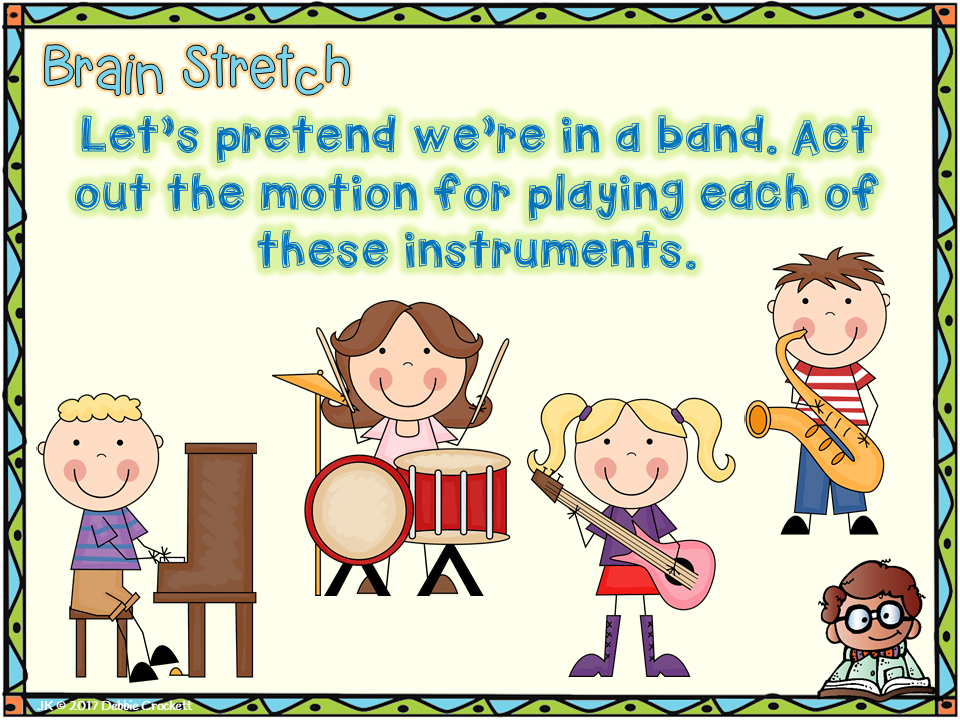 Brain Stretch
Let's pretend we're in a band. Act
out the motion for playing each of
these instruments.
JK © 2017 Debbie Crockett